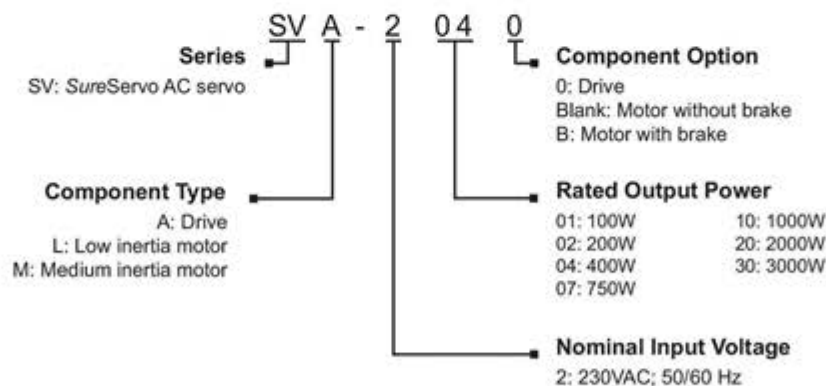 SV A - 2 04 0
Series
SV: SureServo AC servo
Component Type
A: Drive
L: Low inertia motor
M: Medium inertia motor
Component Option
0: Drive
Blank: Motor without brake
B: Motor with brake
Rated Output Power
01: 100W 10: 1000W
02: 200W 20: 2000W
04: 400W 30: 3000W
07: 750W
Nominal Input Voltage
2: 230VAC; 50/60 Hz